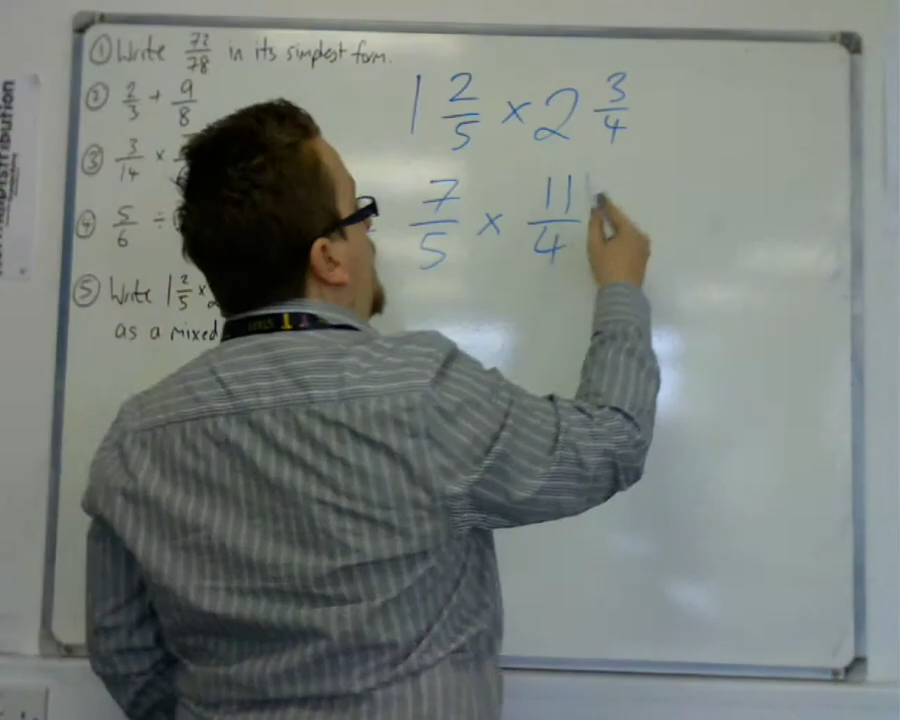 ① Write 72/78 in its simplest form.
② 2/3 + 9/8
③ 3/14 ×
④ 5/6 ÷
⑤ Write 1 2/5 ×
as a mixed
1 2/5 × 2 3/4
7/5 × 11/4